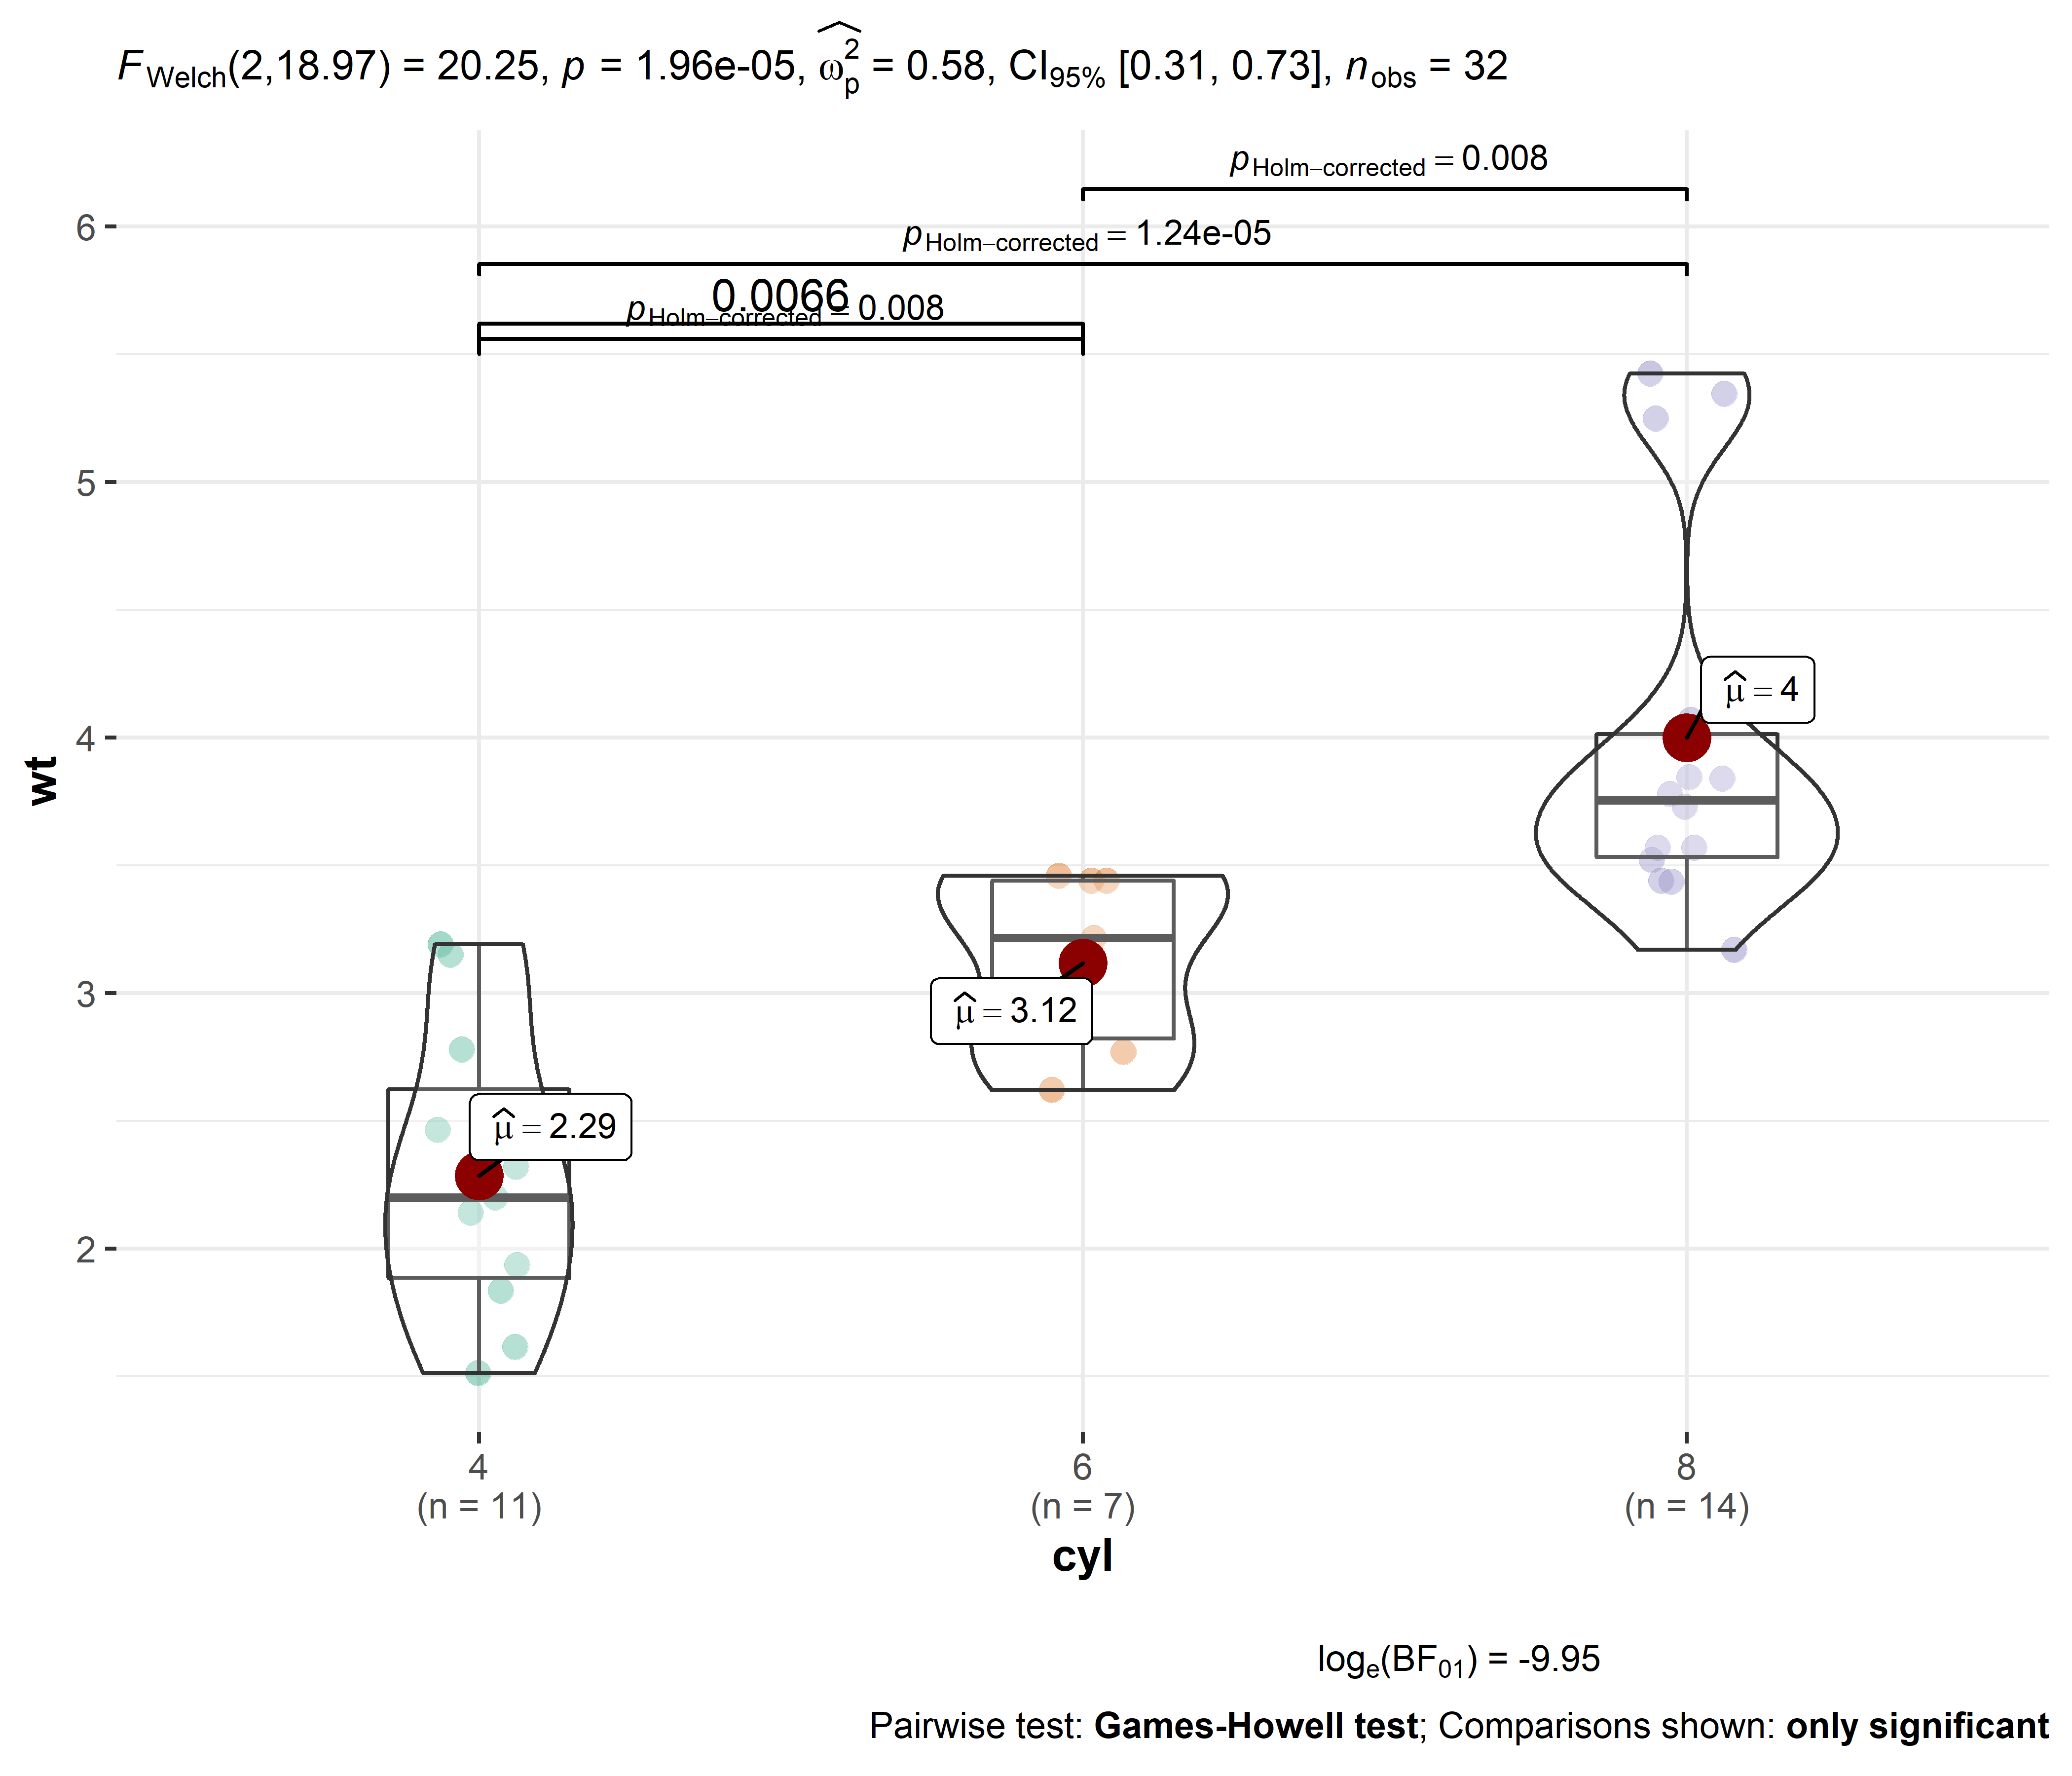 F Welch(2,18.97) = 20.25, p = 1.96e-05, ω̂²p = 0.58, CI95% [0.31, 0.73], nobs = 32
pHolm−corrected = 0.008
6
pHolm−corrected = 1.24e-05
0.0066
pHolm−corrected = 0.008
5
μ̂ = 4
4
wt
3
μ̂ = 3.12
μ̂ = 2.29
2
4 6 8
(n = 11) (n = 7) (n = 14)
cyl
loge(BF01) = -9.95
Pairwise test: Games-Howell test; Comparisons shown: only significant